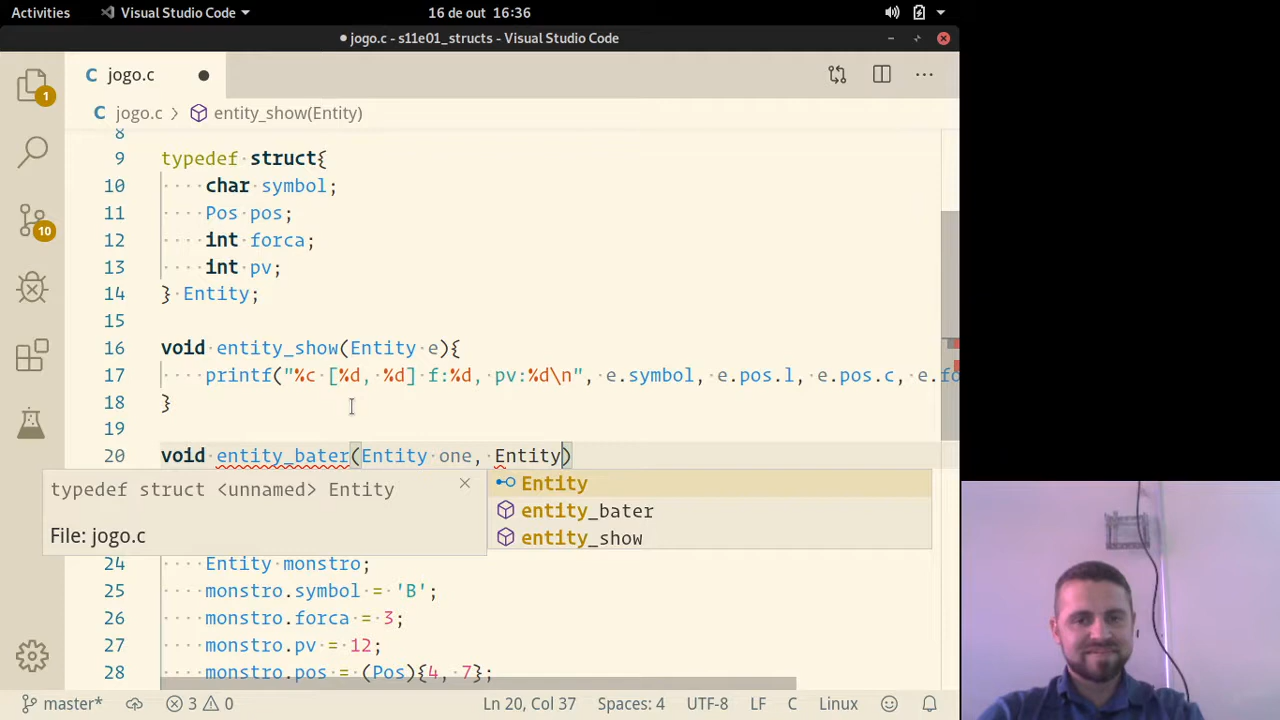 Activities Visual Studio Code 16 de out 16:36
jogo.c - s11e01_structs - Visual Studio Code
jogo.c
jogo.c entity_show(Entity)
8
9 typedef struct{
10 char symbol;
11 Pos pos;
12 int forca;
13 int pv;
14 } Entity;
15
16 void entity_show(Entity e){
17 printf("%c [%d, %d] f:%d, pv:%d\n", e.symbol, e.pos.l, e.pos.c, e.fo
18 }
19
20 void entity_bater(Entity one, Entity)
typedef struct <unnamed> Entity
File: jogo.c
Entity
entity_bater
entity_show
24 Entity monstro;
25 monstro.symbol = 'B';
26 monstro.forca = 3;
27 monstro.pv = 12;
28 monstro.pos = (Pos){4, 7};
1
10
master* 3 0 Ln 20, Col 37 Spaces: 4 UTF-8 LF C Linux